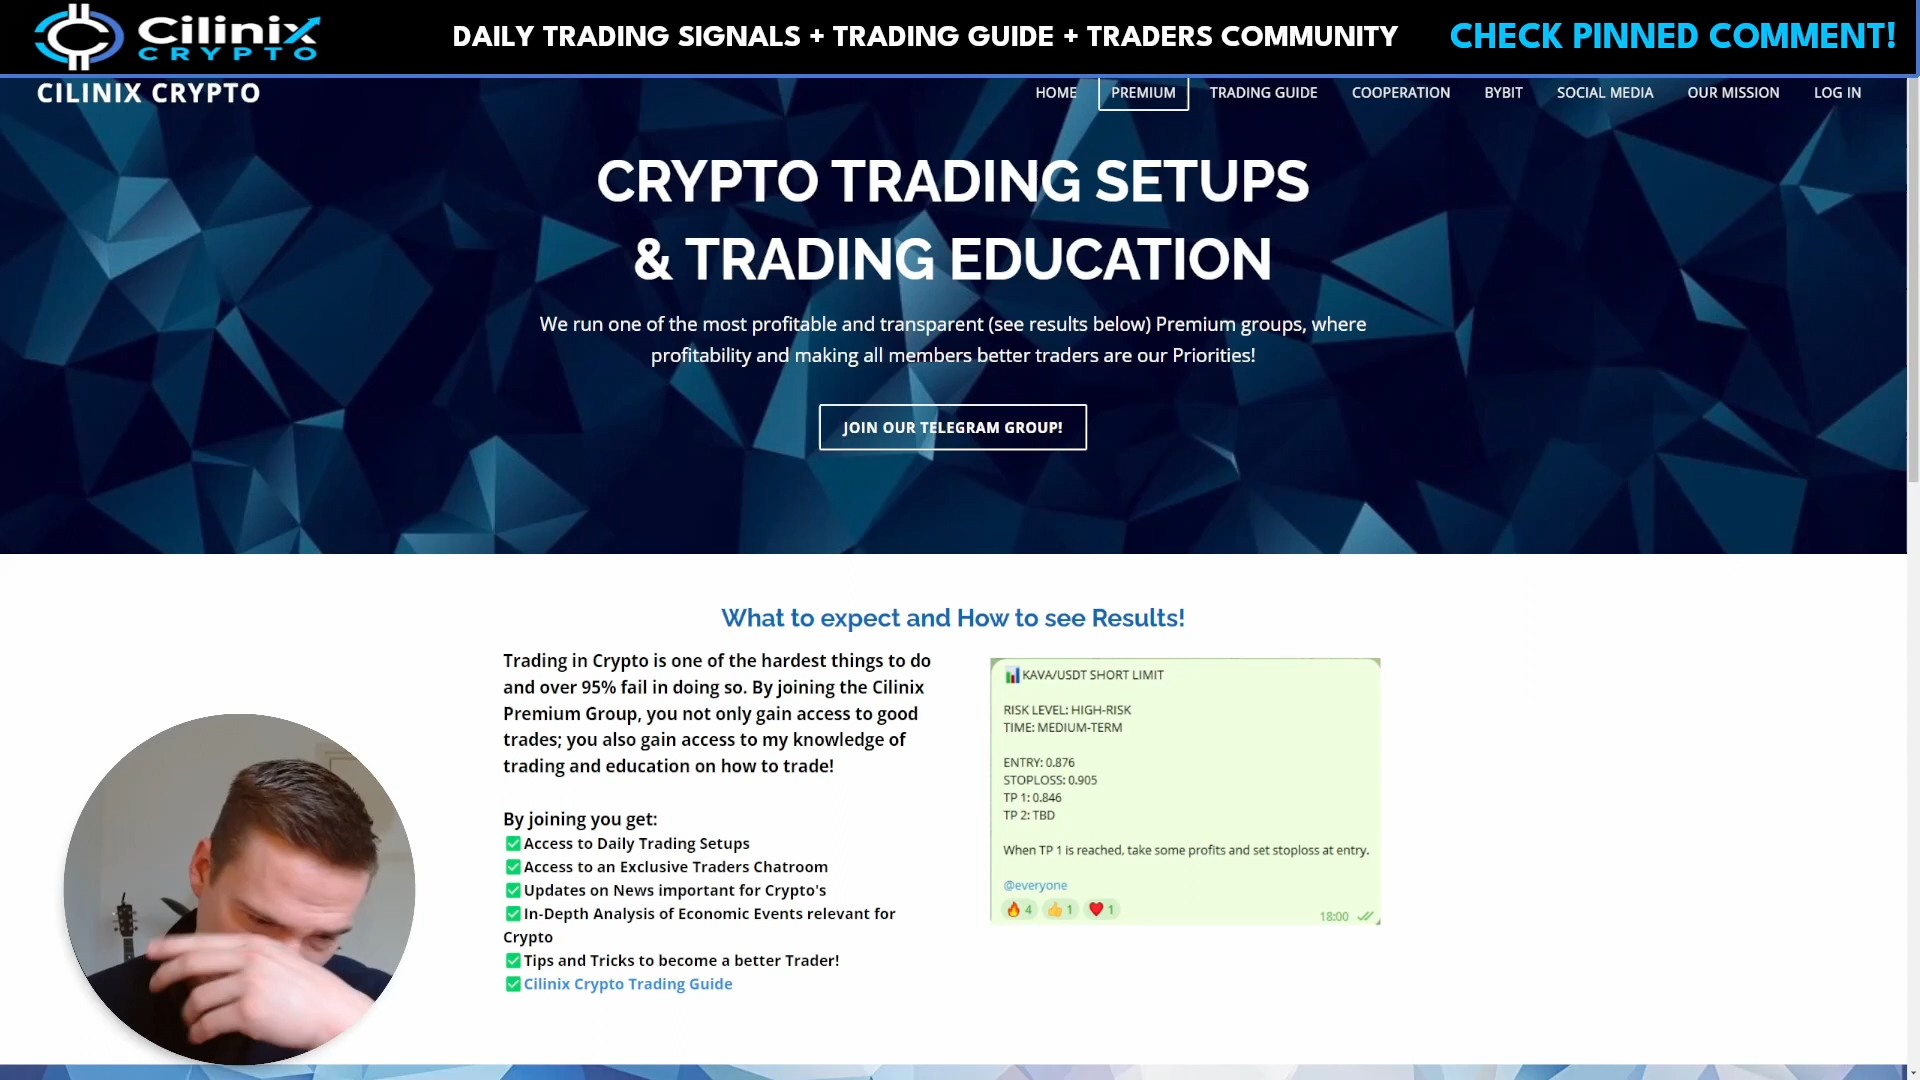 Cilinix
CRYPTO
DAILY TRADING SIGNALS + TRADING GUIDE + TRADERS COMMUNITY
CHECK PINNED COMMENT!
CILINIX CRYPTO
HOME
PREMIUM
TRADING GUIDE
COOPERATION
BYBIT
SOCIAL MEDIA
OUR MISSION
LOG IN
CRYPTO TRADING SETUPS
& TRADING EDUCATION
We run one of the most profitable and transparent (see results below) Premium groups, where
profitability and making all members better traders are our Priorities!
JOIN OUR TELEGRAM GROUP!
What to expect and How to see Results!
Trading in Crypto is one of the hardest things to do
and over 95% fail in doing so. By joining the Cilinix
Premium Group, you not only gain access to good
trades; you also gain access to my knowledge of
trading and education on how to trade!
By joining you get:
✅Access to Daily Trading Setups
✅Access to an Exclusive Traders Chatroom
✅Updates on News important for Crypto's
✅In-Depth Analysis of Economic Events relevant for
Crypto
✅Tips and Tricks to become a better Trader!
✅Cilinix Crypto Trading Guide
📊KAVA/USDT SHORT LIMIT
RISK LEVEL: HIGH-RISK
TIME: MEDIUM-TERM
ENTRY: 0.876
STOPLOSS: 0.905
TP 1: 0.846
TP 2: TBD
When TP 1 is reached, take some profits and set stoploss at entry.
@everyone
🔥 4 👍 1 ❤️ 1
18:00